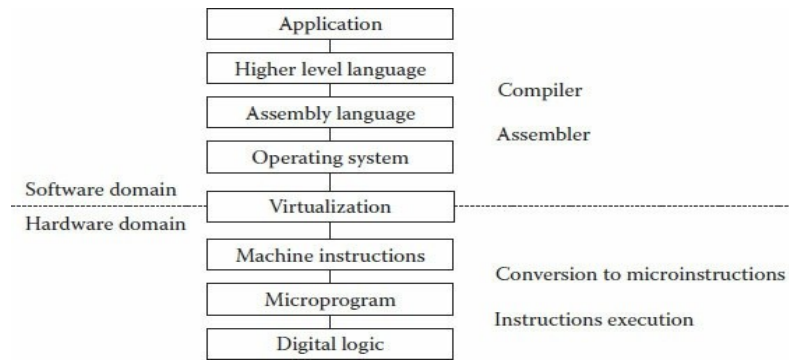 Application
Higher level language
Compiler
Assembly language
Assembler
Operating system
Software domain
Virtualization
Hardware domain
Machine instructions
Conversion to microinstructions
Microprogram
Instructions execution
Digital logic